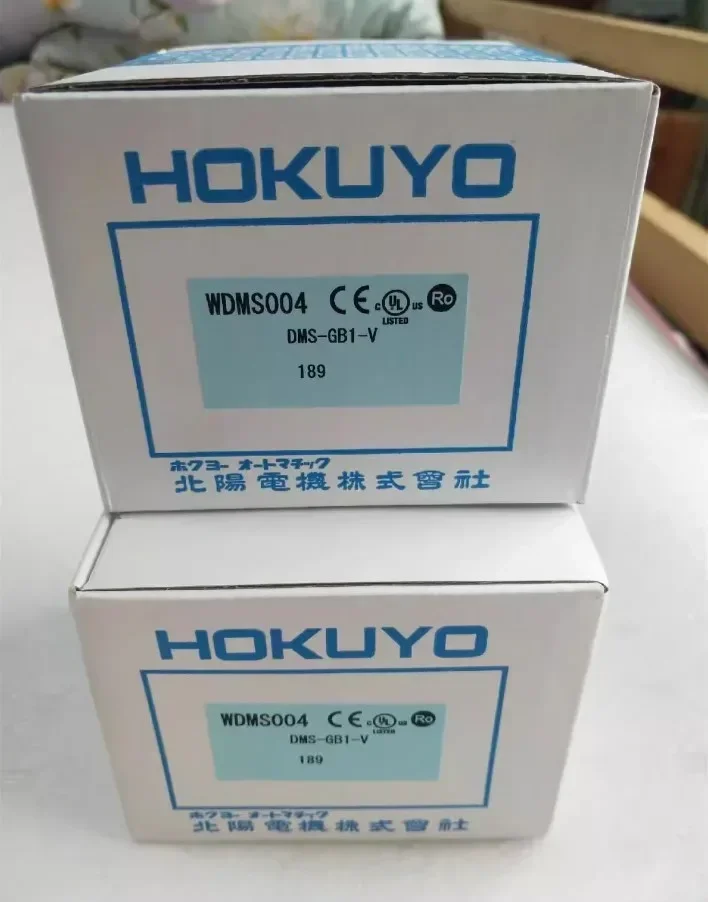 HOKUYO
WDMS004 CE c UL us Ro
LISTED
DMS-GB1-V
189
ホクヨー オートマチック
北陽電機株式會社
HOKUYO
WDMS004 CE c UL us Ro
LISTED
DMS-GB1-V
189
ホクヨー オートマチック
北陽電機株式會社